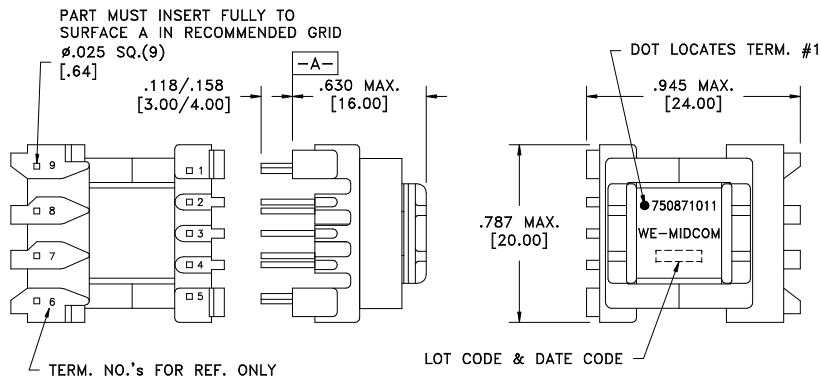 PART MUST INSERT FULLY TO
SURFACE A IN RECOMMENDED GRID
ø.025 SQ.(9)
[.64]
-A-
.118/.158
[3.00/4.00]
.630 MAX.
[16.00]
DOT LOCATES TERM. #1
.945 MAX.
[24.00]
9
8
7
6
1
2
3
4
5
.787 MAX.
[20.00]
750871011
WE-MIDCOM
TERM. NO.'s FOR REF. ONLY
LOT CODE & DATE CODE